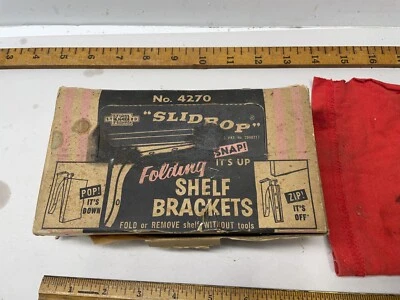 No. 4270
"SLIDROP"
SNAP!
IT'S UP
Folding
SHELF
BRACKETS
POP!
IT'S
DOWN
ZIP!
IT'S
OFF"
FOLD or REMOVE shelf WITHOUT tools